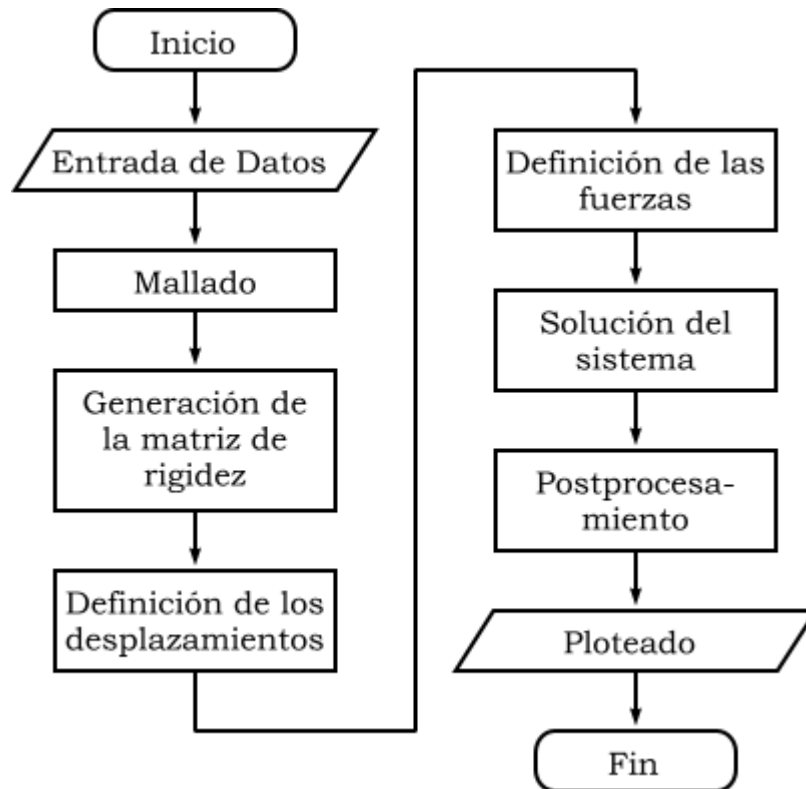 Inicio
Entrada de Datos
Mallado
Generación de
la matriz de
rigidez
Definición de los
desplazamientos
Definición de las
fuerzas
Solución del
sistema
Postprocesa-
miento
Ploteado
Fin